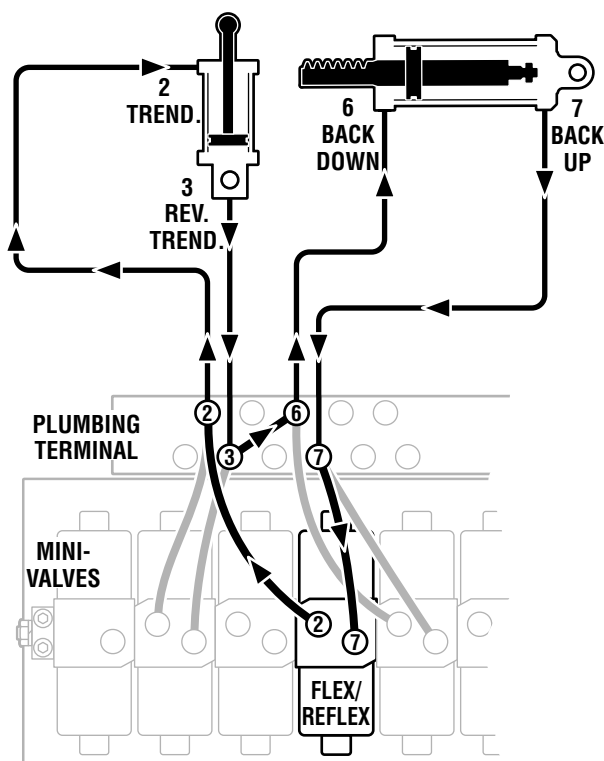 2
TREND.
3
REV.
TREND.
6
BACK
DOWN
7
BACK
UP
PLUMBING
TERMINAL
2
6
3
7
MINI-
VALVES
2
7
FLEX/
REFLEX